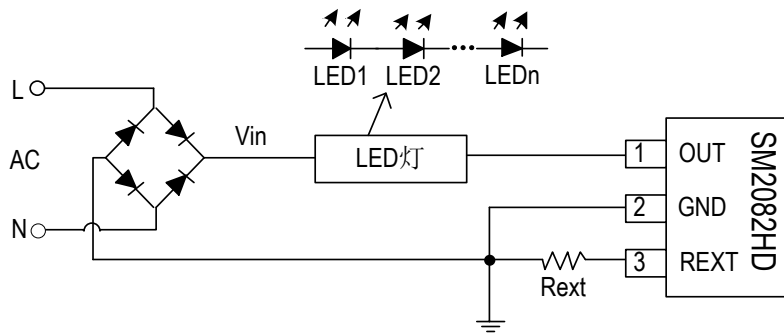 LED1 LED2 LEDn
L
AC
N
Vin
LED灯
1 OUT
2 GND
3 REXT
Rext
SM2082HD